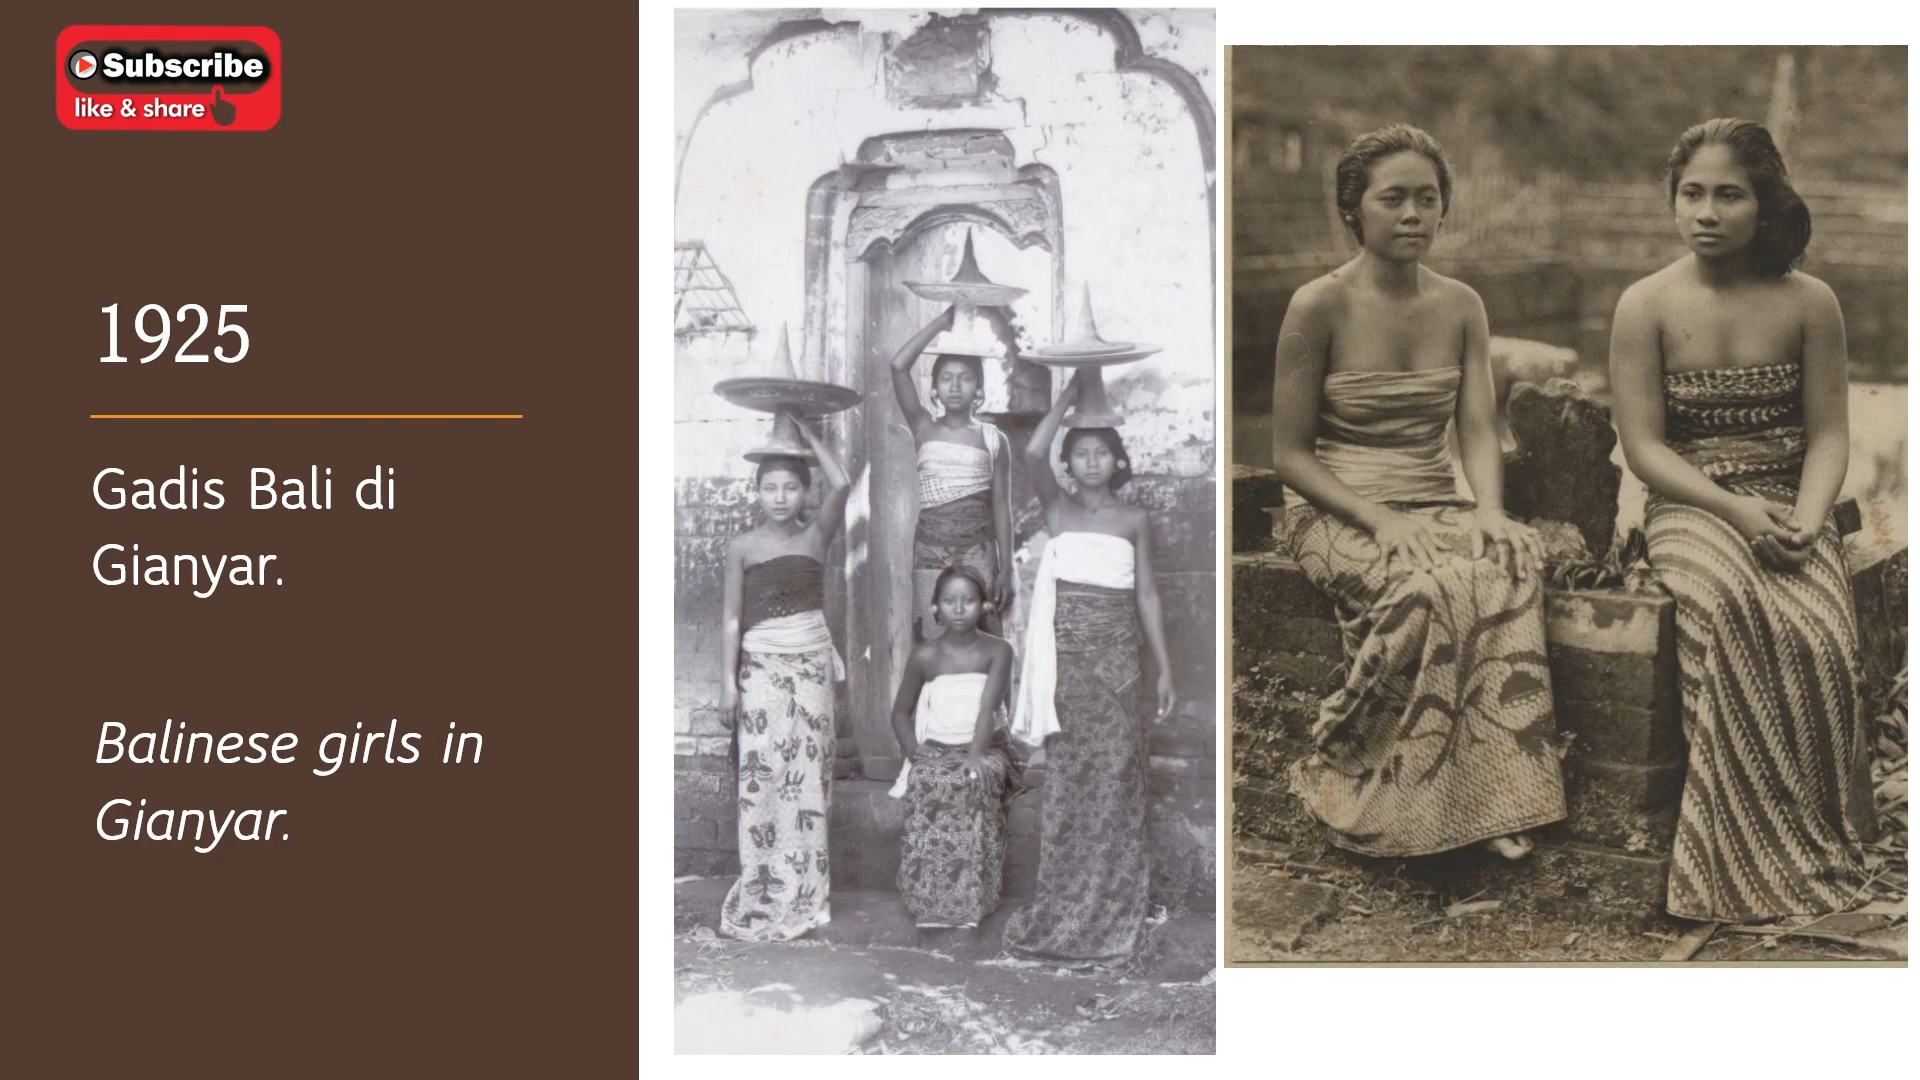 Subscribe
like & share
1925
Gadis Bali di
Gianyar.
Balinese girls in
Gianyar.